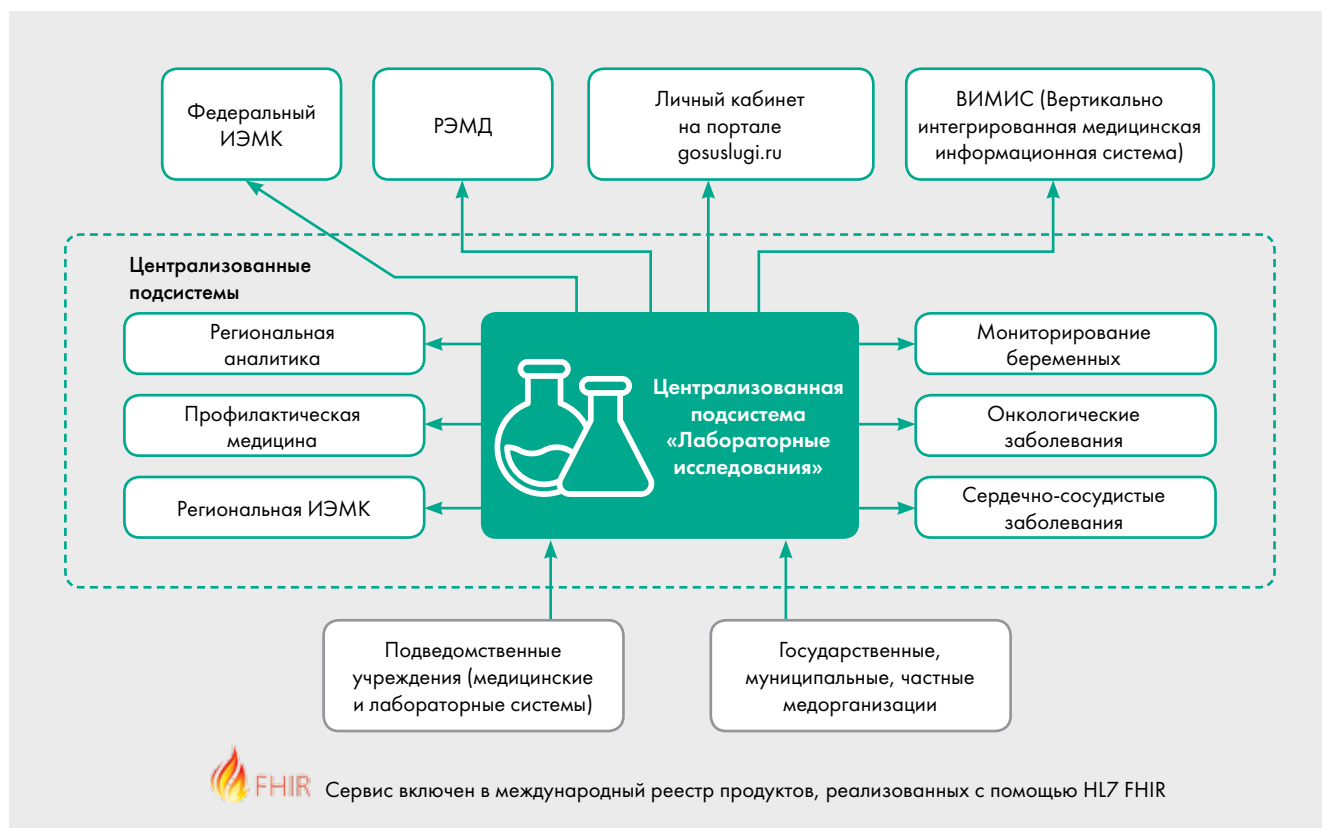 Федеральный
ИЭМК
РЭМД
Личный кабинет
на портале
gosuslugi.ru
ВИМИС (Вертикально
интегрированная медицинская
информационная система)
Централизованные
подсистемы
Региональная
аналитика
Профилактическая
медицина
Региональная ИЭМК
Централизованная
подсистема
«Лабораторные
исследования»
Мониторирование
беременных
Онкологические
заболевания
Сердечно-сосудистые
заболевания
Подведомственные
учреждения (медицинские
и лабораторные системы)
Государственные,
муниципальные, частные
медорганизации
FHIR Сервис включен в международный реестр продуктов, реализованных с помощью HL7 FHIR